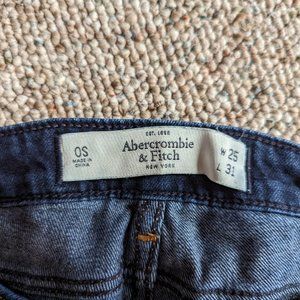 0S
MADE IN
CHINA
EST. 1892
Abercrombie
& Fitch
NEW YORK
W 25
L 31